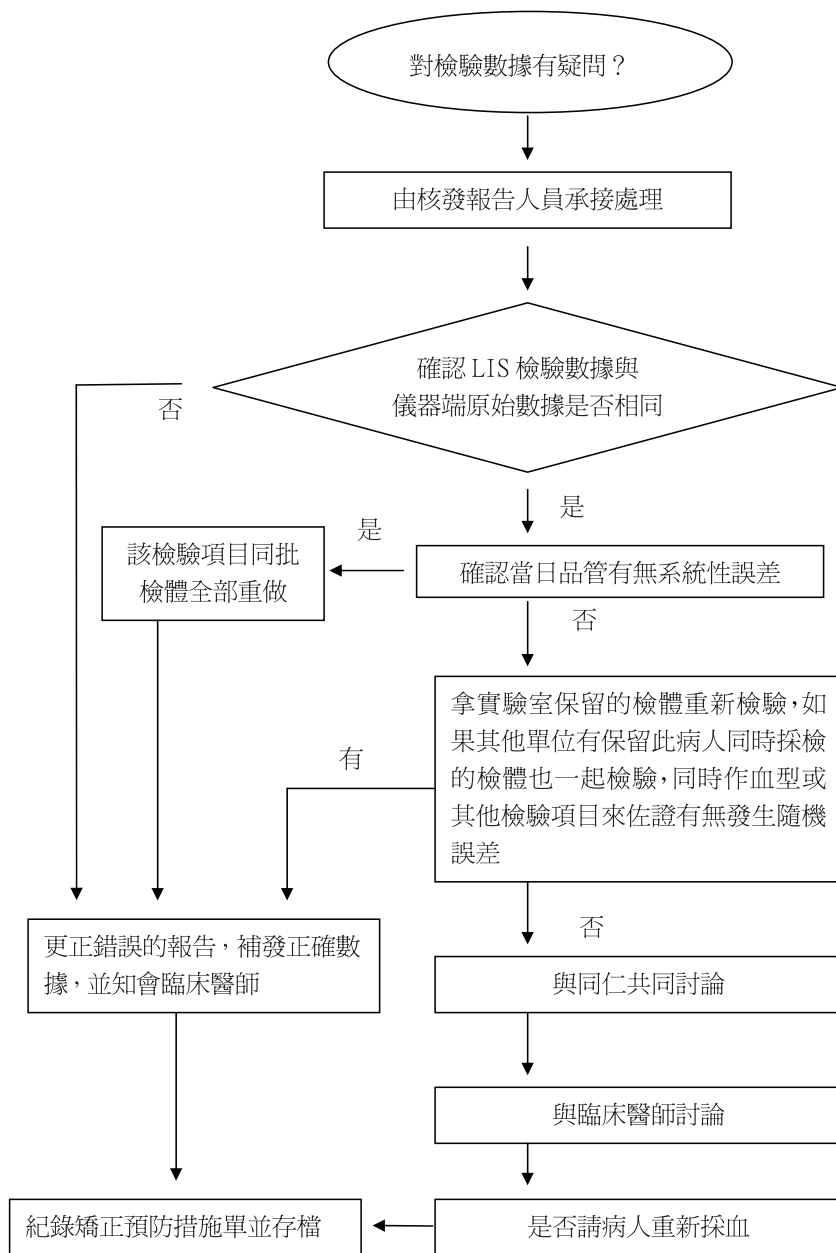 對檢驗數據有疑問？
由核發報告人員承接處理
確認 LIS 檢驗數據與
儀器端原始數據是否相同
否
是
是
該檢驗項目同批
檢體全部重做
確認當日品管有無系統性誤差
否
拿實驗室保留的檢體重新檢驗，如
果其他單位有保留此病人同時採檢
的檢體也一起檢驗，同時作血型或
其他檢驗項目來佐證有無發生隨機
誤差
有
否
更正錯誤的報告，補發正確數
據，並知會臨床醫師
與同仁共同討論
與臨床醫師討論
紀錄矯正預防措施單並存檔
是否請病人重新採血